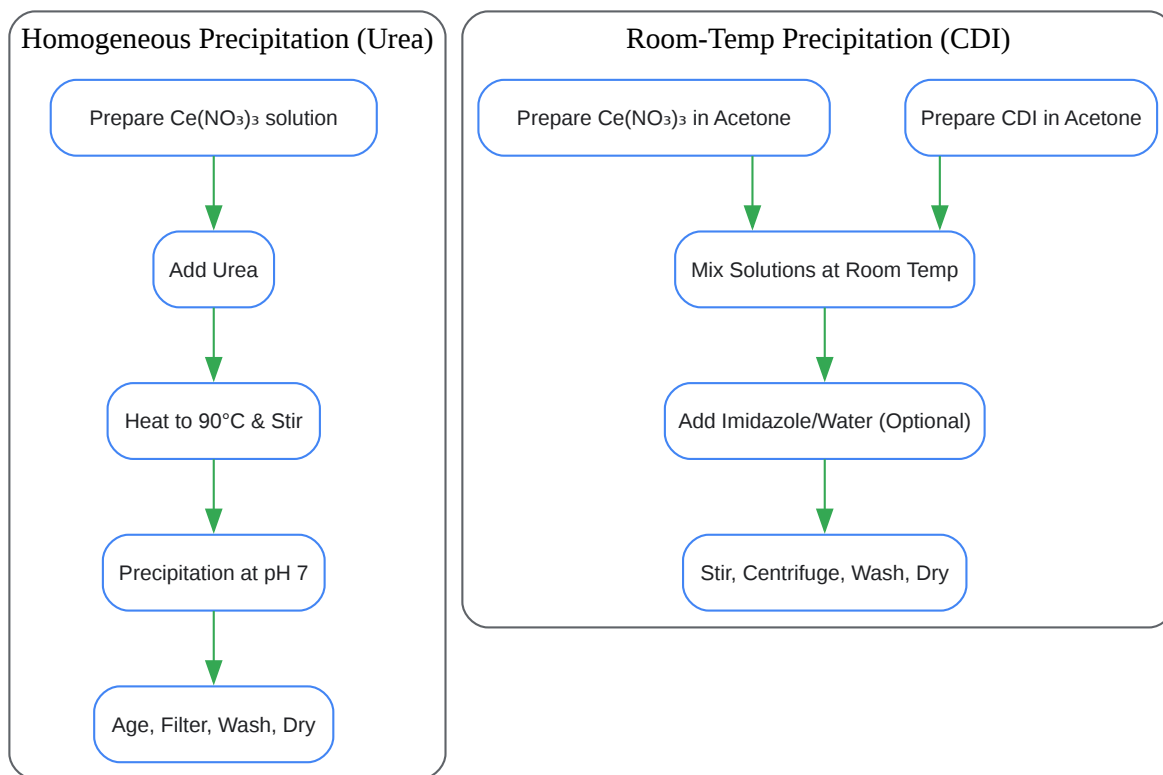 Homogeneous Precipitation (Urea)
Prepare Ce(NO₃)₃ solution
Add Urea
Heat to 90°C & Stir
Precipitation at pH 7
Age, Filter, Wash, Dry
Room-Temp Precipitation (CDI)
Prepare Ce(NO₃)₃ in Acetone
Prepare CDI in Acetone
Mix Solutions at Room Temp
Add Imidazole/Water (Optional)
Stir, Centrifuge, Wash, Dry